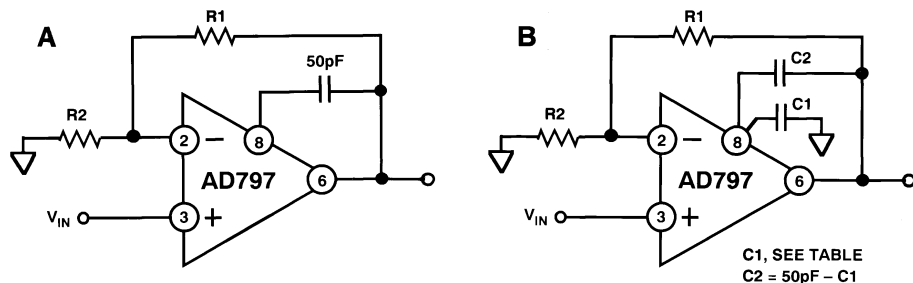 A
R1
50pF
R2
2
−
8
AD797
6
V_IN
3
+
B
R1
C2
C1
R2
2
−
8
AD797
6
V_IN
3
+
C1, SEE TABLE
C2 = 50pF – C1